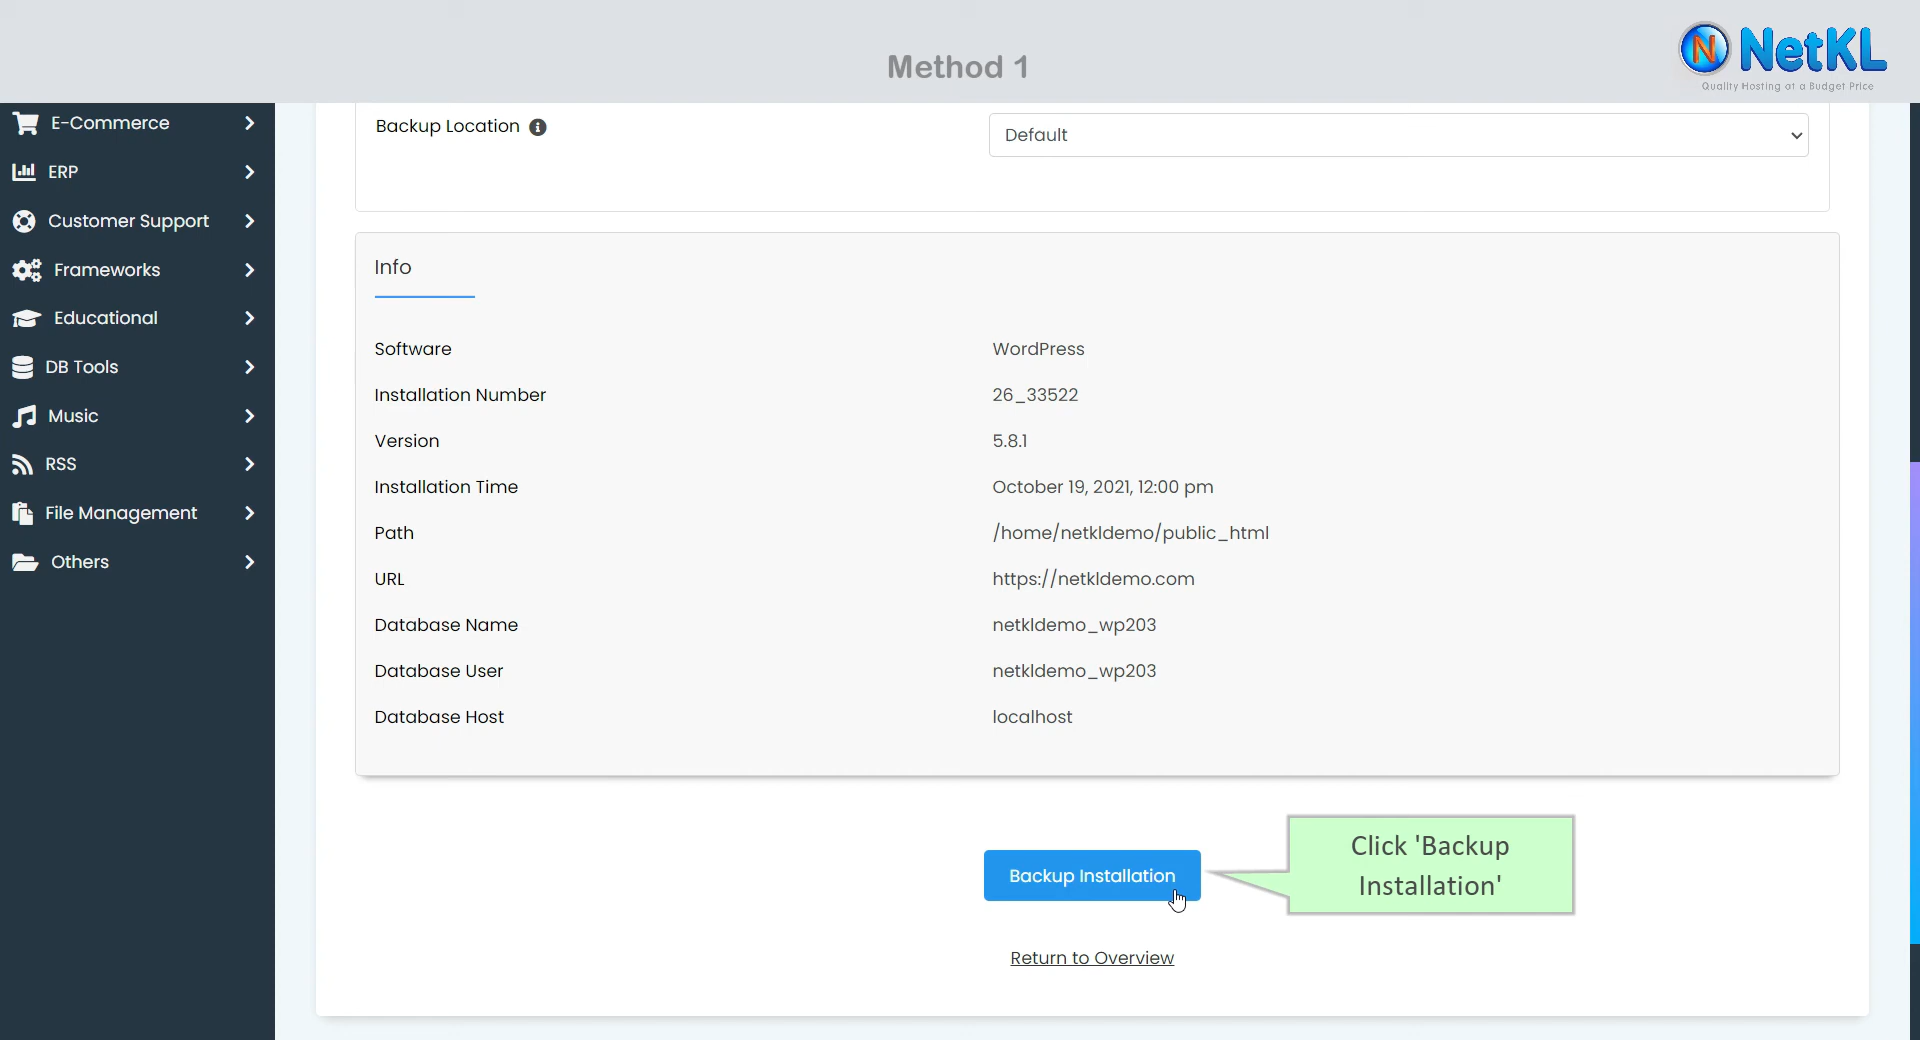 Method 1
N NetKL
Quality Hosting at a Budget Price
E-Commerce
ERP
Customer Support
Frameworks
Educational
DB Tools
Music
RSS
File Management
Others
Backup Location
Default
Info
Software WordPress
Installation Number 26_33522
Version 5.8.1
Installation Time October 19, 2021, 12:00 pm
Path /home/netkldemo/public_html
URL https://netkldemo.com
Database Name netkldemo_wp203
Database User netkldemo_wp203
Database Host localhost
Backup Installation
Click 'Backup
Installation'
Return to Overview